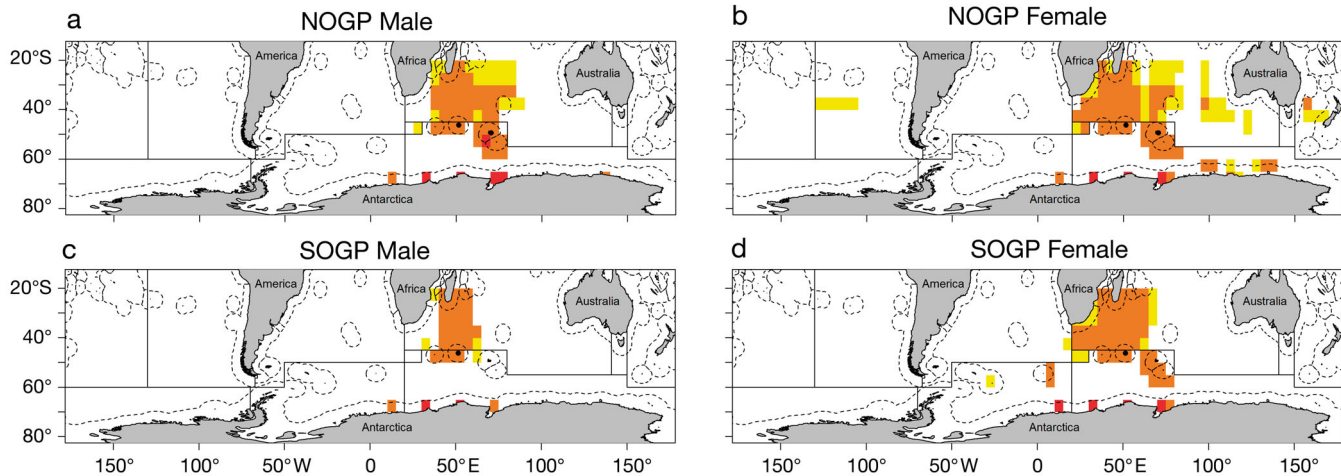 a
NOGP Male
b
NOGP Female
20°S
40°
60°
80°
America
Africa
Australia
Antarctica
America
Africa
Australia
Antarctica
c
SOGP Male
d
SOGP Female
20°S
40°
60°
80°
America
Africa
Australia
Antarctica
America
Africa
Australia
Antarctica
150° 100° 50°W 0 50°E 100° 150°
150° 100° 50°W 0 50°E 100° 150°